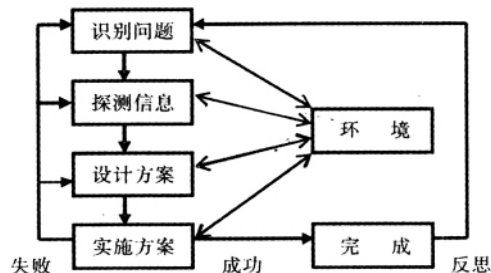 识别问题
探测信息
环 境
设计方案
实施方案
完 成
失败
成功
反思